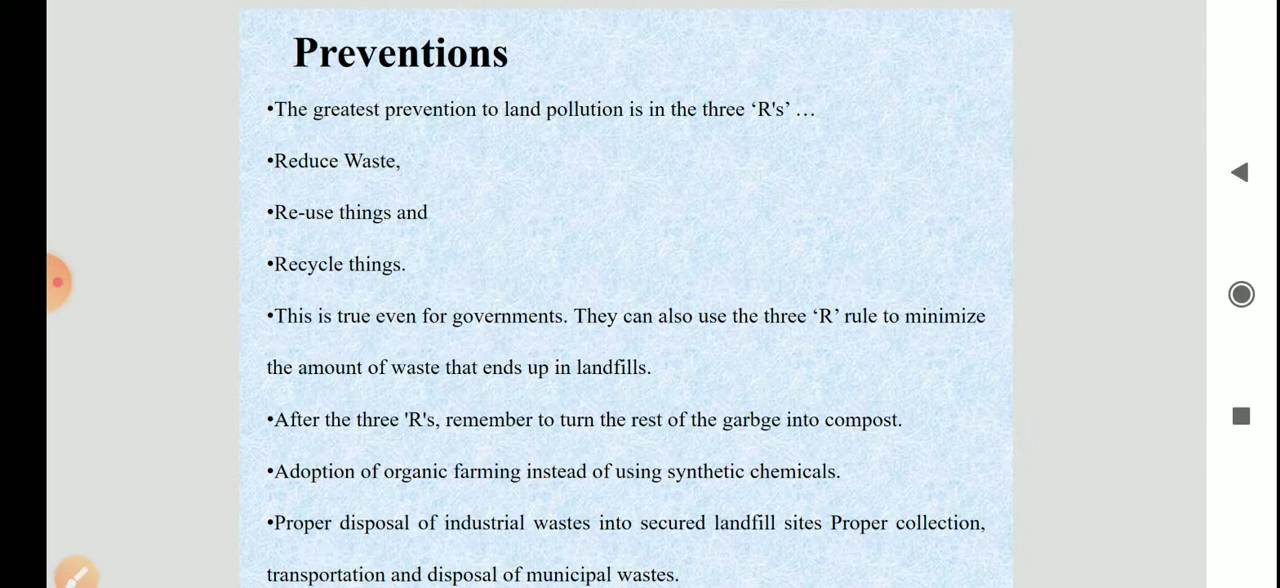 Preventions
•The greatest prevention to land pollution is in the three ‘R's’ …
•Reduce Waste,
•Re-use things and
•Recycle things.
•This is true even for governments. They can also use the three ‘R’ rule to minimize
the amount of waste that ends up in landfills.
•After the three 'R's, remember to turn the rest of the garbge into compost.
•Adoption of organic farming instead of using synthetic chemicals.
•Proper disposal of industrial wastes into secured landfill sites Proper collection,
transportation and disposal of municipal wastes.